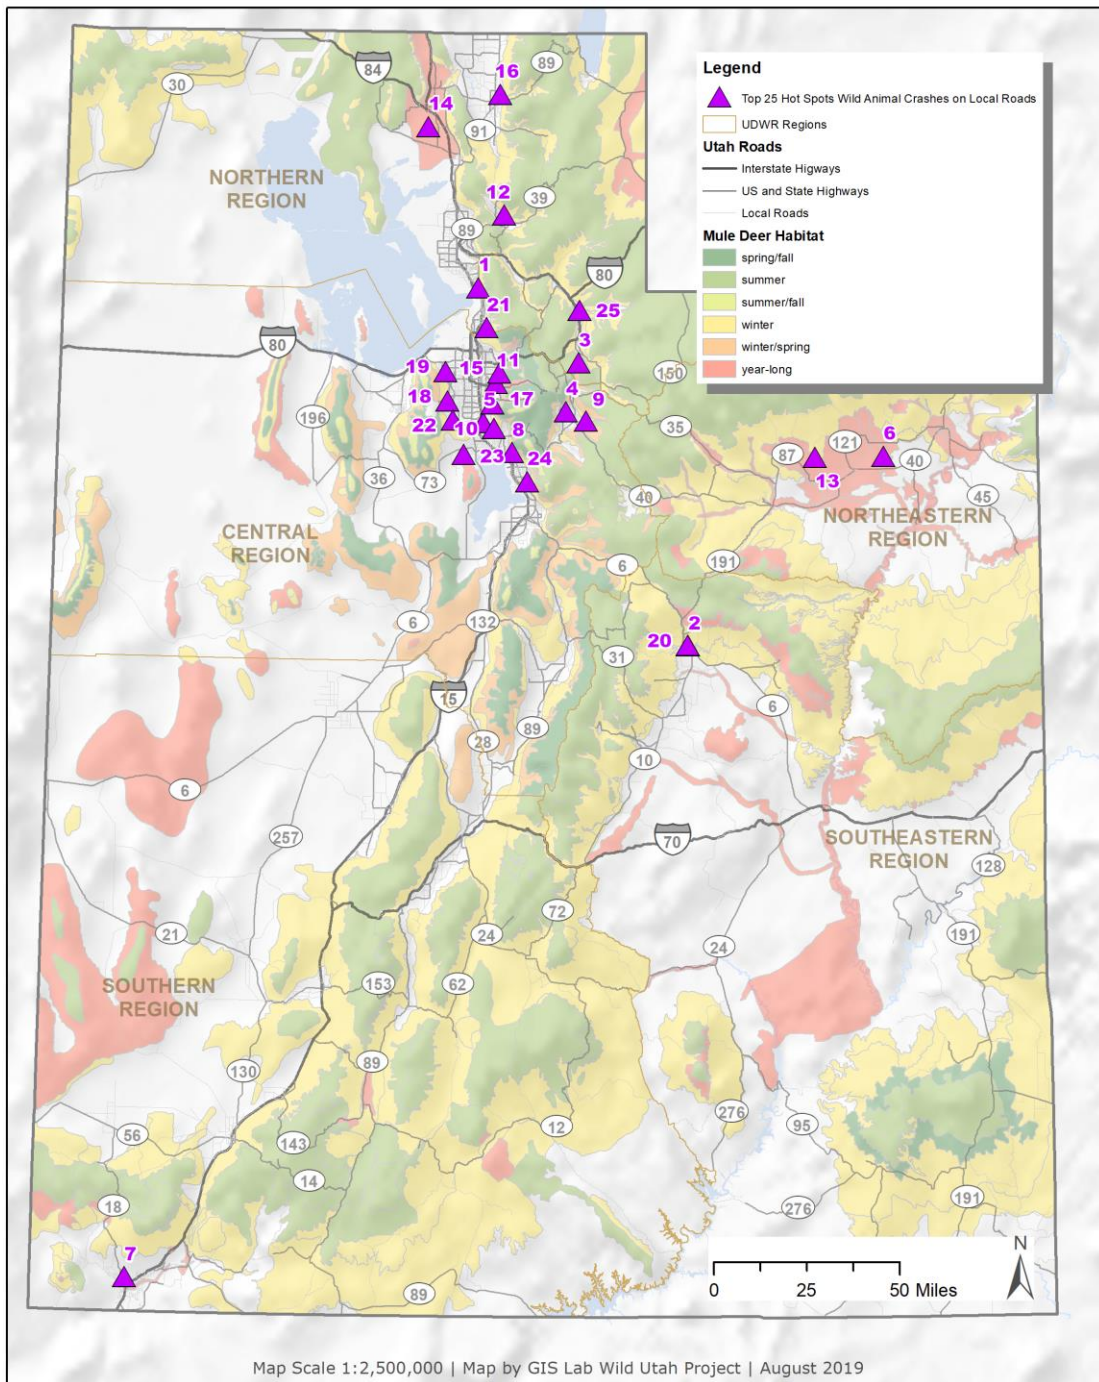 16
89
84
30
14
91
NORTHERN
REGION
12
39
89
1
80
21
25
80
3
19
15
11
150
18
5
17
4
9
196
22
10
8
35
87
121
6
40
23
24
13
36
73
40
45
NORTHEASTERN
REGION
CENTRAL
REGION
6
191
6
132
2
20
31
15
6
28
89
10
6
257
70
SOUTHEASTERN
REGION
128
72
21
24
24
191
SOUTHERN
REGION
153
62
89
130
276
12
95
56
143
14
18
276
191
7
89
Legend
Top 25 Hot Spots Wild Animal Crashes on Local Roads
UDWR Regions
Utah Roads
Interstate Higways
US and State Highways
Local Roads
Mule Deer Habitat
spring/fall
summer
summer/fall
winter
winter/spring
year-long
N
0 25 50 Miles
Map Scale 1:2,500,000 | Map by GIS Lab Wild Utah Project | August 2019